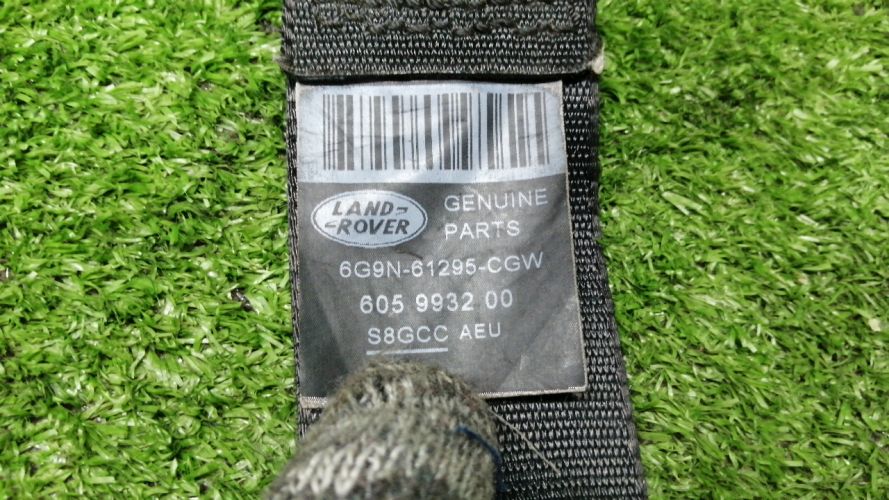 LAND
ROVER
GENUINE
PARTS
6G9N-61295-CGW
605 9932 00
S8GCC AEU